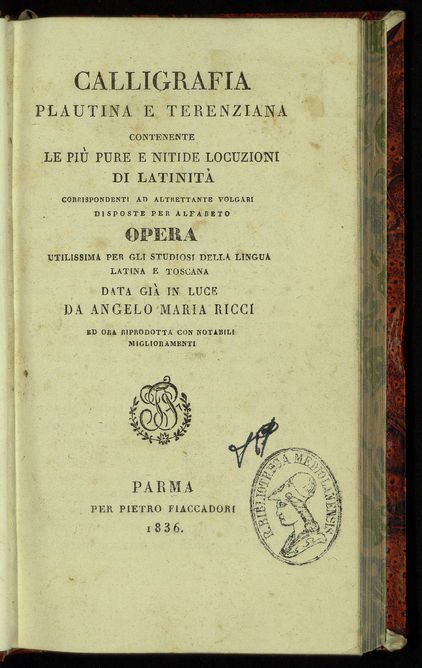 CALLIGRAFIA
PLAUTINA E TERENZIANA
CONTENENTE
LE PIÙ PURE E NITIDE LOCUZIONI
DI LATINITÀ
CORRISPONDENTI AD ALTRETTANTE VOLGARI
DISPOSTE PER ALFABETO
OPERA
UTILISSIMA PER GLI STUDIOSI DELLA LINGUA
LATINA E TOSCANA
DATA GIÀ IN LUCE
DA ANGELO MARIA RICCI
ED ORA RIPRODOTTA CON NOTABILI
MIGLIORAMENTI
PARMA
PER PIETRO FIACCADORI
1836.
R. BIBLIOTHECA MEDIOLANENSIS